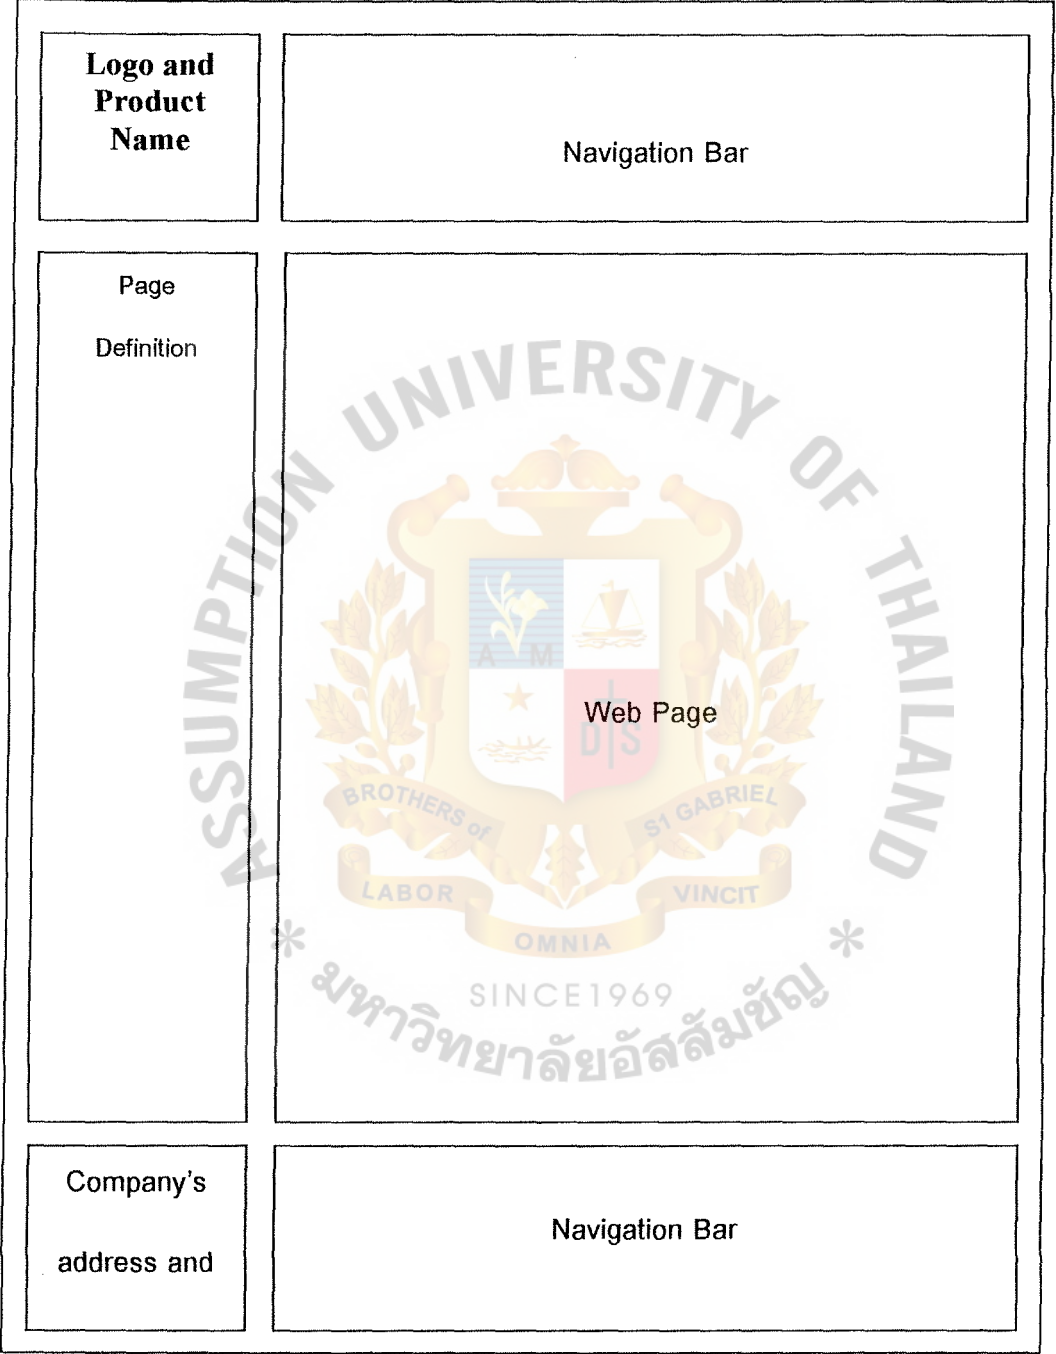 Logo and
Product
Name
Navigation Bar
Page
Definition
Web Page
Company's
address and
Navigation Bar
ASSUMPTION UNIVERSITY OF THAILAND
A M
D S
BROTHERS of
S1 GABRIEL
LABOR
OMNIA
VINCIT
SINCE1969
* มหาวิทยาลัยอัสสัมชัญ *